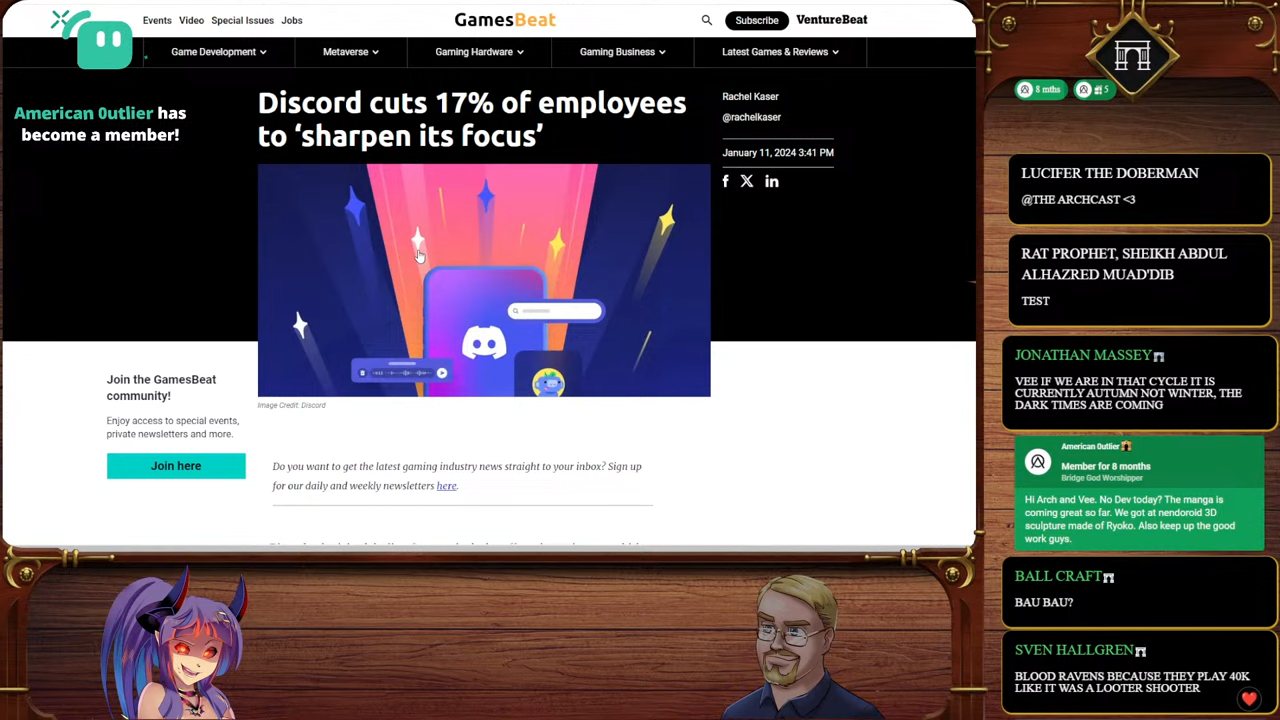 Events Video Special Issues Jobs
GamesBeat
Subscribe VentureBeat
Game Development Metaverse Gaming Hardware Gaming Business Latest Games & Reviews
American 0utlier has
become a member!
Discord cuts 17% of employees
to ‘sharpen its focus’
Rachel Kaser
@rachelkaser
January 11, 2024 3:41 PM
Image Credit: Discord
Join the GamesBeat
community!
Enjoy access to special events,
private newsletters and more.
Join here
Do you want to get the latest gaming industry news straight to your inbox? Sign up
for our daily and weekly newsletters here.
8 mths
5
LUCIFER THE DOBERMAN
@THE ARCHCAST <3
RAT PROPHET, SHEIKH ABDUL
ALHAZRED MUAD'DIB
TEST
JONATHAN MASSEY
VEE IF WE ARE IN THAT CYCLE IT IS
CURRENTLY AUTUMN NOT WINTER, THE
DARK TIMES ARE COMING
American 0utlier
Member for 8 months
Bridge God Worshipper
Hi Arch and Vee. No Dev today? The manga is
coming great so far. We got at nendoroid 3D
sculpture made of Ryoko. Also keep up the good
work guys.
BALL CRAFT
BAU BAU?
SVEN HALLGREN
BLOOD RAVENS BECAUSE THEY PLAY 40K
LIKE IT WAS A LOOTER SHOOTER